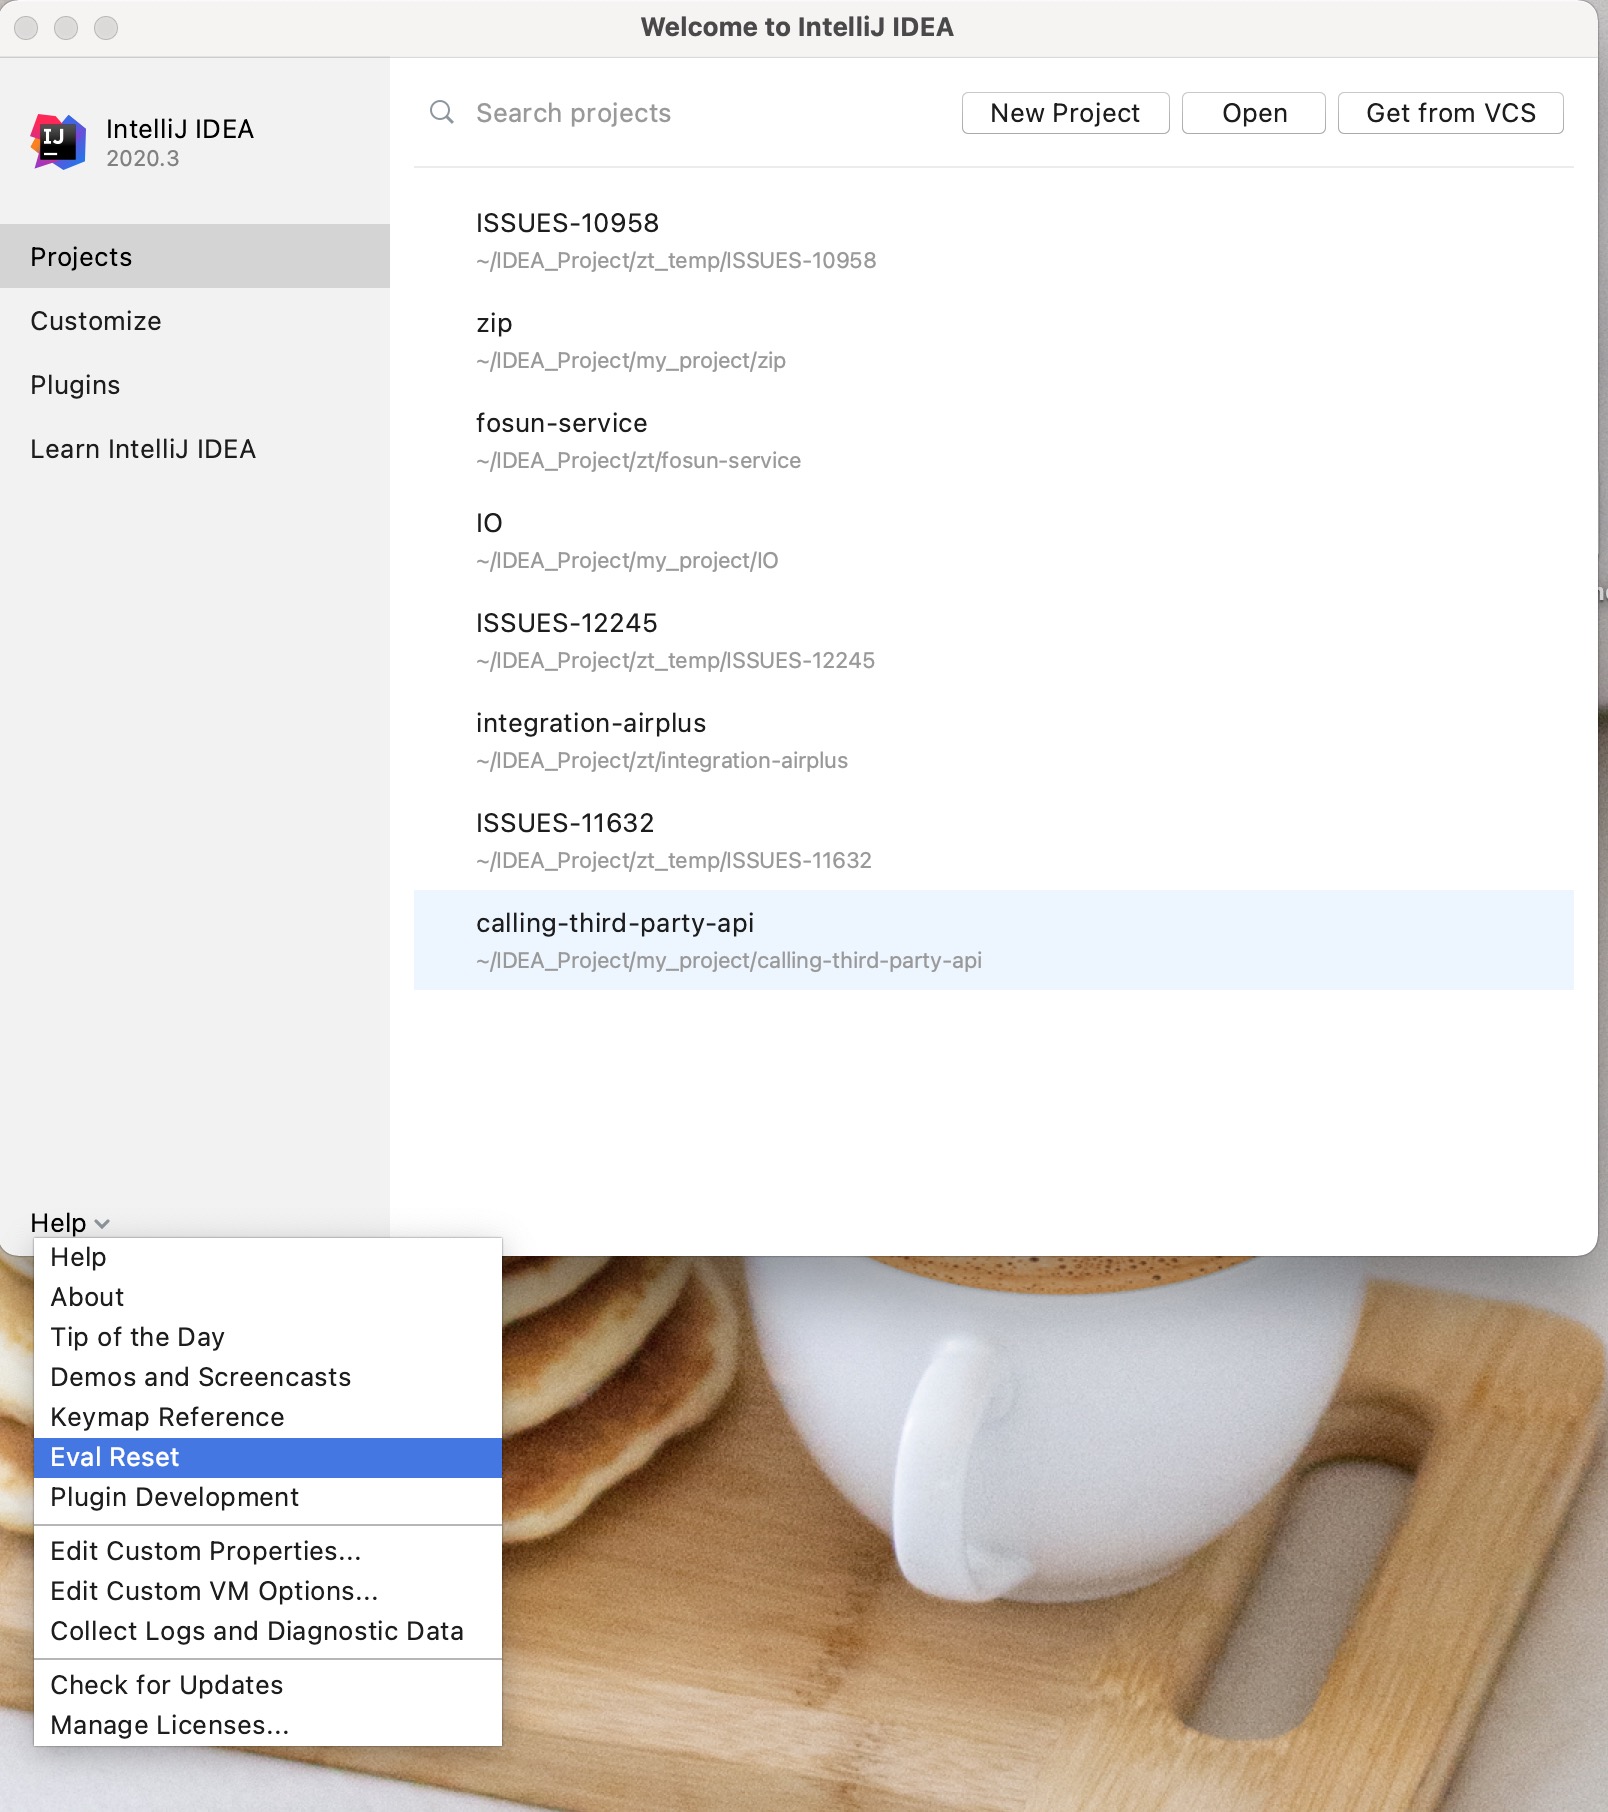 Welcome to IntelliJ IDEA
IJ
IntelliJ IDEA
2020.3
Projects
Customize
Plugins
Learn IntelliJ IDEA
Search projects
New Project
Open
Get from VCS
ISSUES-10958
~/IDEA_Project/zt_temp/ISSUES-10958
zip
~/IDEA_Project/my_project/zip
fosun-service
~/IDEA_Project/zt/fosun-service
IO
~/IDEA_Project/my_project/IO
ISSUES-12245
~/IDEA_Project/zt_temp/ISSUES-12245
integration-airplus
~/IDEA_Project/zt/integration-airplus
ISSUES-11632
~/IDEA_Project/zt_temp/ISSUES-11632
calling-third-party-api
~/IDEA_Project/my_project/calling-third-party-api
Help
Help
About
Tip of the Day
Demos and Screencasts
Keymap Reference
Eval Reset
Plugin Development
Edit Custom Properties...
Edit Custom VM Options...
Collect Logs and Diagnostic Data
Check for Updates
Manage Licenses...